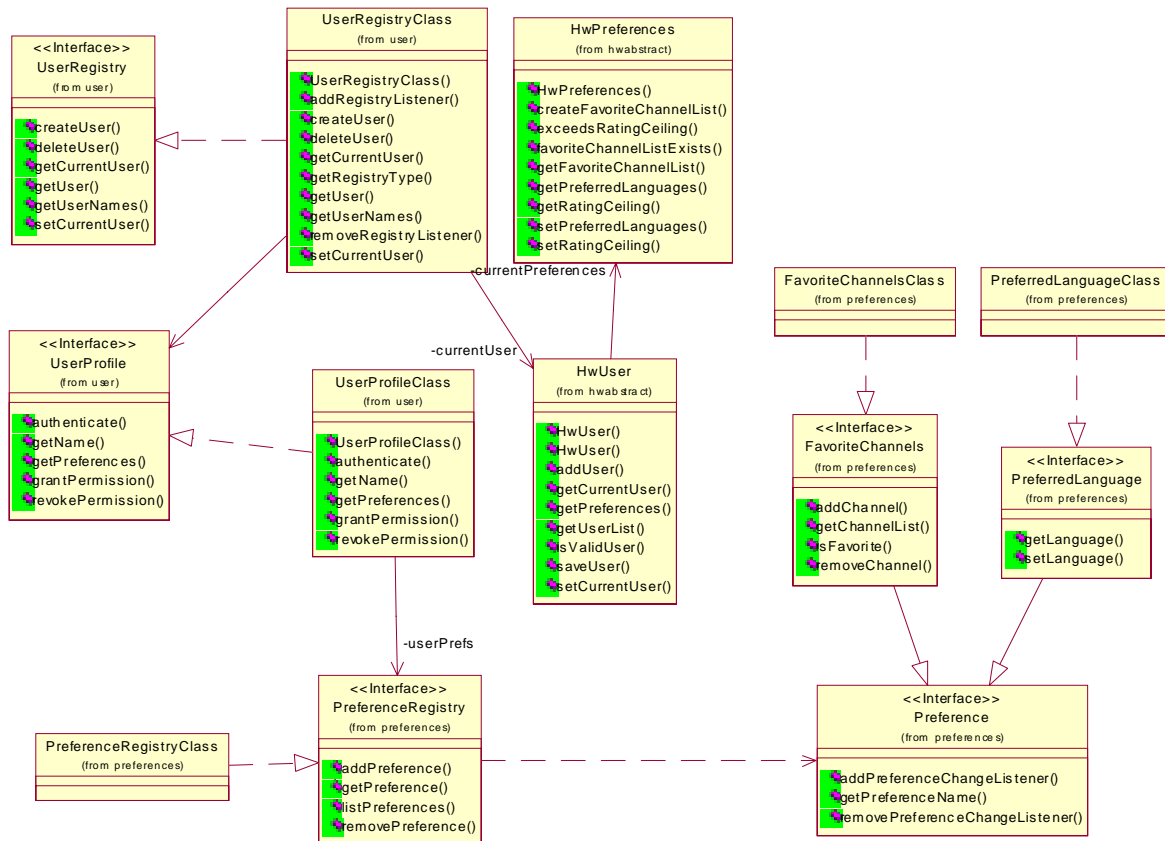 UserRegistryClass
(from user)
UserRegistryClass()
addRegistryListener()
createUser()
deleteUser()
getCurrentUser()
getRegistryType()
getUser()
getUserNames()
removeRegistryListener()
setCurrentUser()
HwPreferences
(from hwabstract)
HwPreferences()
createFavoriteChannelList()
exceedsRatingCeiling()
favoriteChannelListExists()
getFavoriteChannelList()
getPreferredLanguages()
getRatingCeiling()
setPreferredLanguages()
setRatingCeiling()
<<Interface>>
UserRegistry
(from user)
createUser()
deleteUser()
getCurrentUser()
getUser()
getUserNames()
setCurrentUser()
-currentPreferences
-currentUser
FavoriteChannelsClass
(from preferences)
PreferredLanguageClass
(from preferences)
<<Interface>>
UserProfile
(from user)
authenticate()
getName()
getPreferences()
grantPermission()
revokePermission()
UserProfileClass
(from user)
UserProfileClass()
authenticate()
getName()
getPreferences()
grantPermission()
revokePermission()
HwUser
(from hwabstract)
HwUser()
HwUser()
addUser()
getCurrentUser()
getPreferences()
getUserList()
isValidUser()
saveUser()
setCurrentUser()
<<Interface>>
FavoriteChannels
(from preferences)
addChannel()
getChannelList()
isFavorite()
removeChannel()
<<Interface>>
PreferredLanguage
(from preferences)
getLanguage()
setLanguage()
-userPrefs
PreferenceRegistryClass
(from preferences)
<<Interface>>
PreferenceRegistry
(from preferences)
addPreference()
getPreference()
listPreferences()
removePreference()
<<Interface>>
Preference
(from preferences)
addPreferenceChangeListener()
getPreferenceName()
removePreferenceChangeListener()